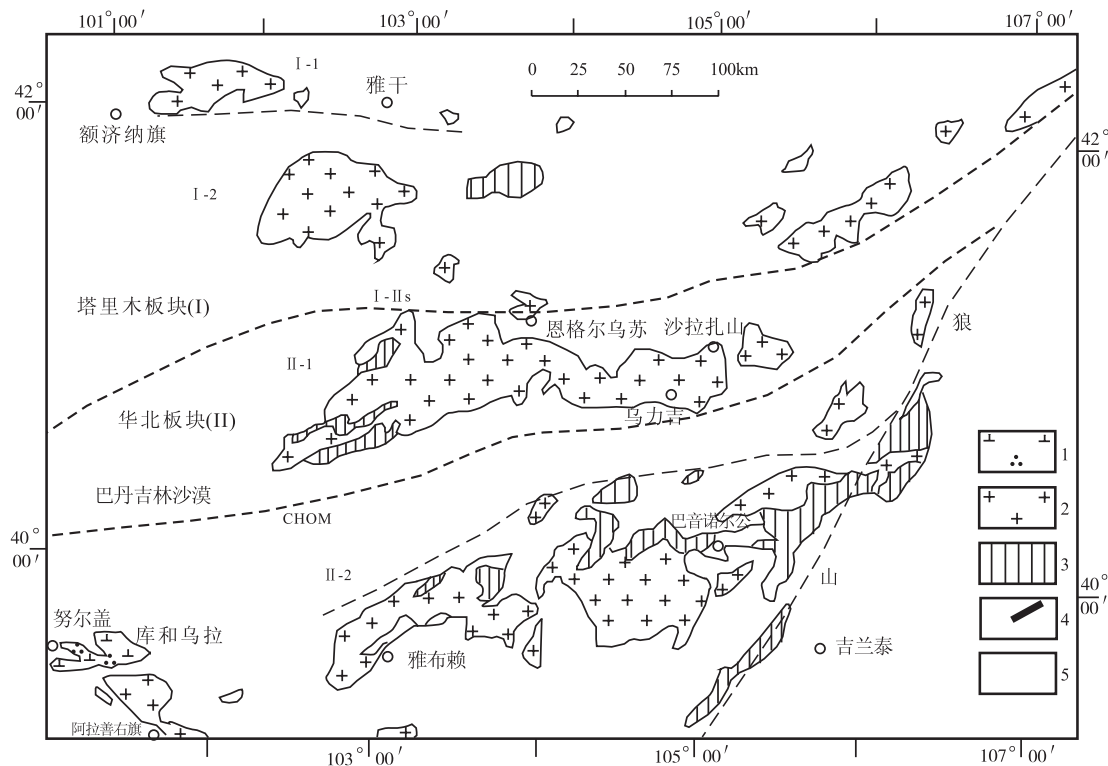 101°00′ 103°00′ 105°00′ 107°00′
42°00′
I-1
雅干
0 25 50 75 100km
额济纳旗
42°00′
I-2
塔里木板块(I)
I-IIs
恩格尔乌苏
沙拉扎山
狼
II-1
华北板块(II)
乌力吉
1
巴丹吉林沙漠
CHOM
巴音诺尔公
2
40°00′
3
II-2
山
40°00′
4
努尔盖
库和乌拉
雅布赖
吉兰泰
5
阿拉善右旗
103°00′ 105°00′ 107°00′